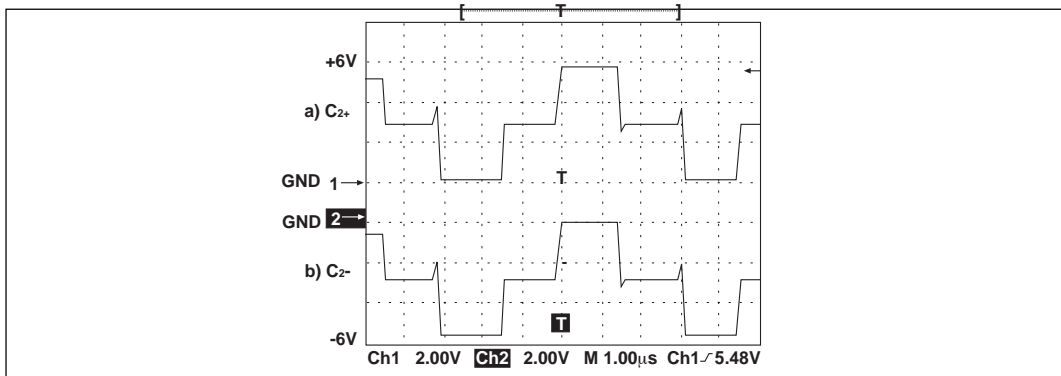 [ T ]
+6V
a) C2+
T
GND 1→
GND 2→
b) C2-
T
-6V
Ch1 2.00V Ch2 2.00V M 1.00μs Ch1 5.48V